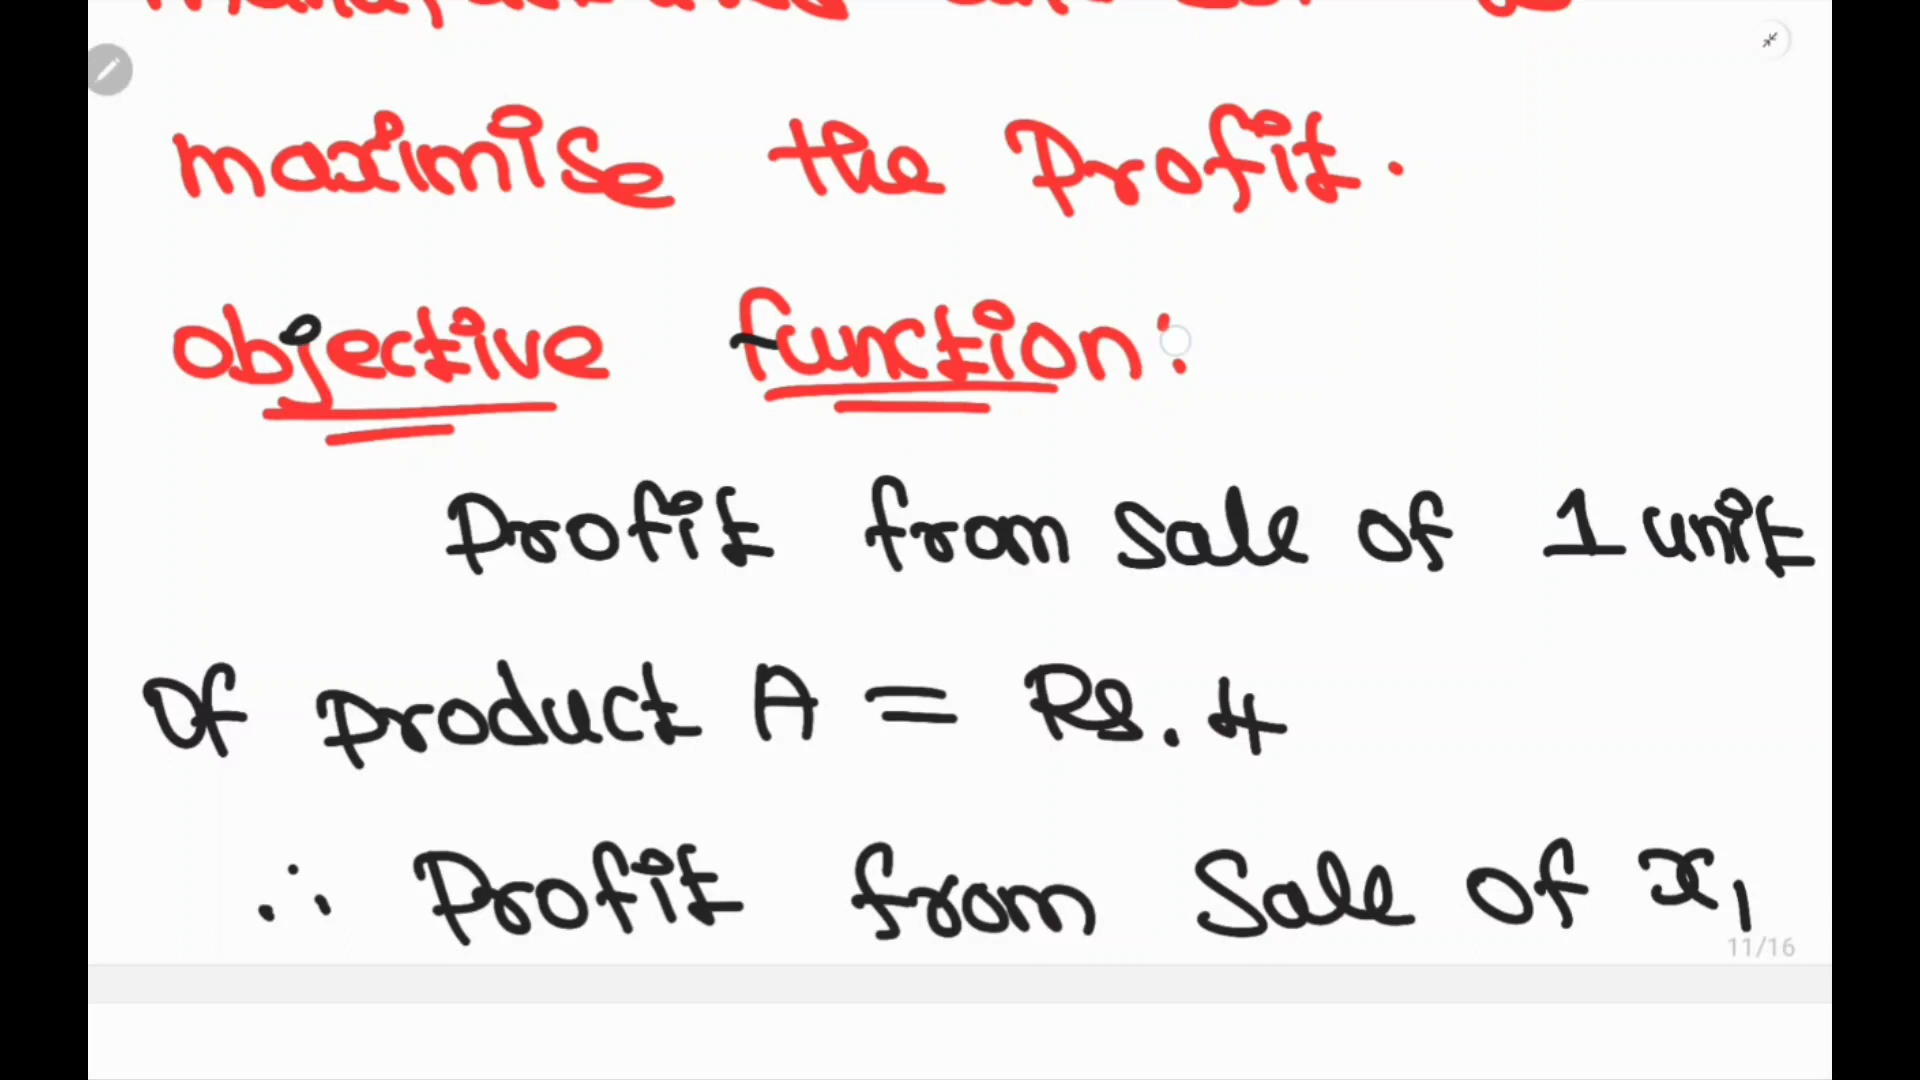 maximise the Profit.
objective function:
Profit from sale of 1 unit
Of product A = Rs. 4
∴ Profit from Sale of x₁
11/16